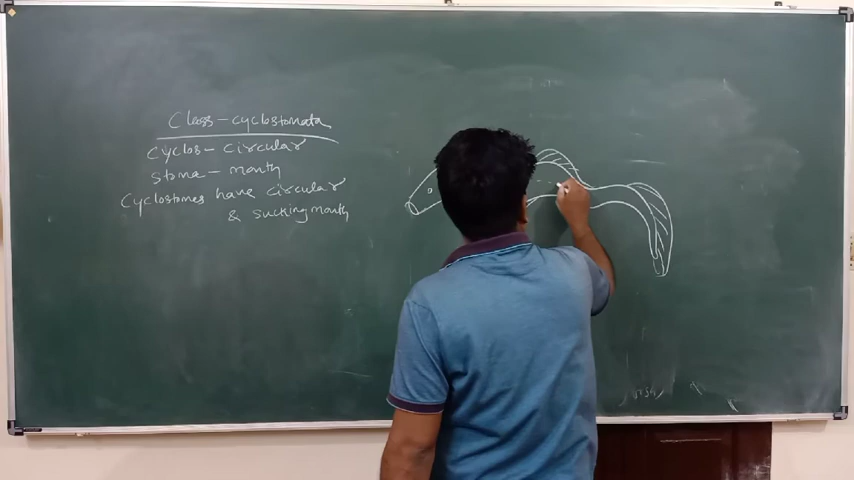 Class-cyclostomata
Cyclos - circular
stoma - mouth
Cyclostomes have circular
& sucking mouth